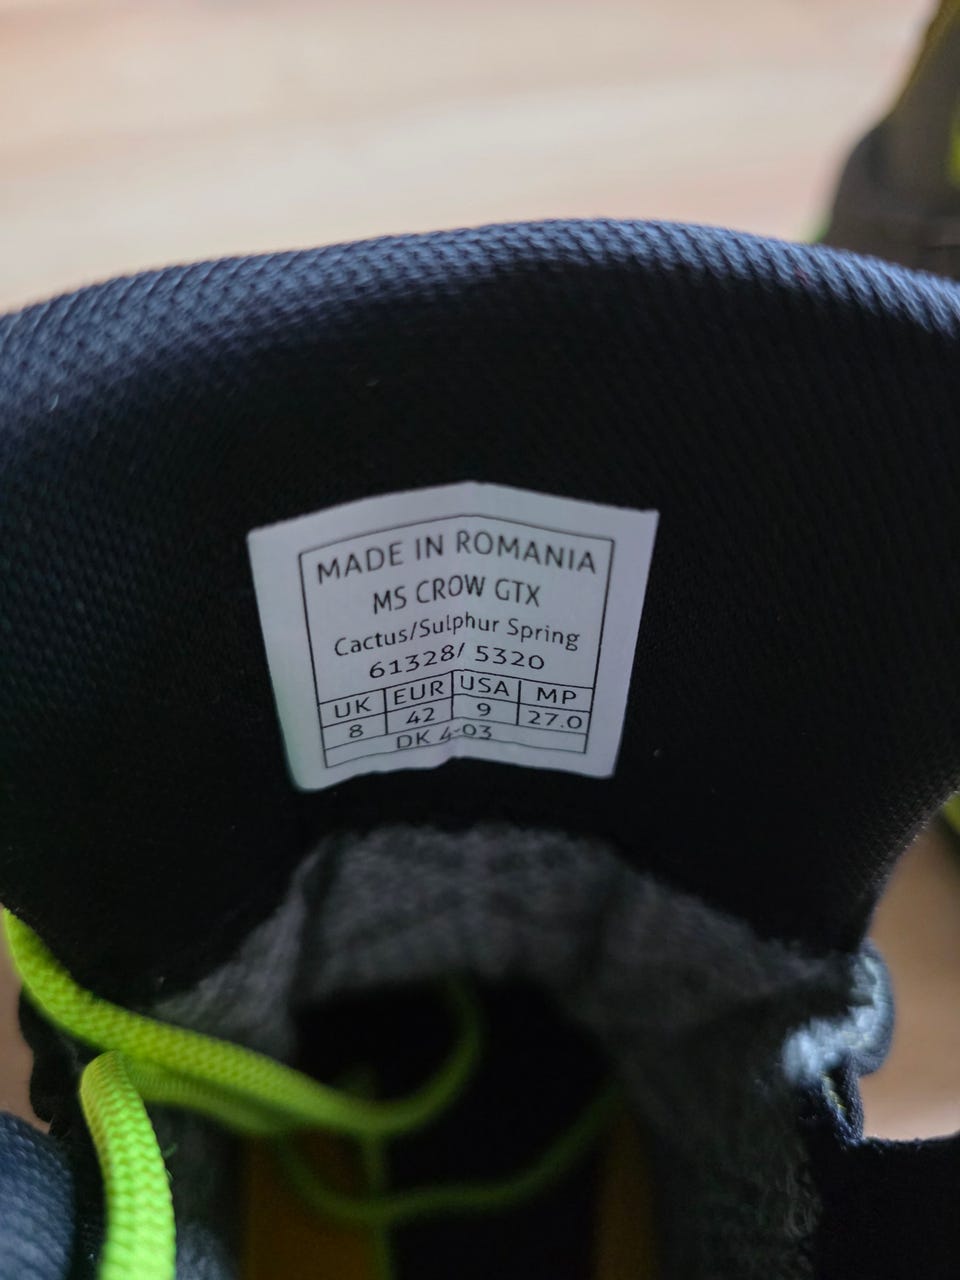 MADE IN ROMANIA
MS CROW GTX
Cactus/Sulphur Spring
61328/ 5320
UK EUR USA MP
8 42 9 27.0
DK 4-03